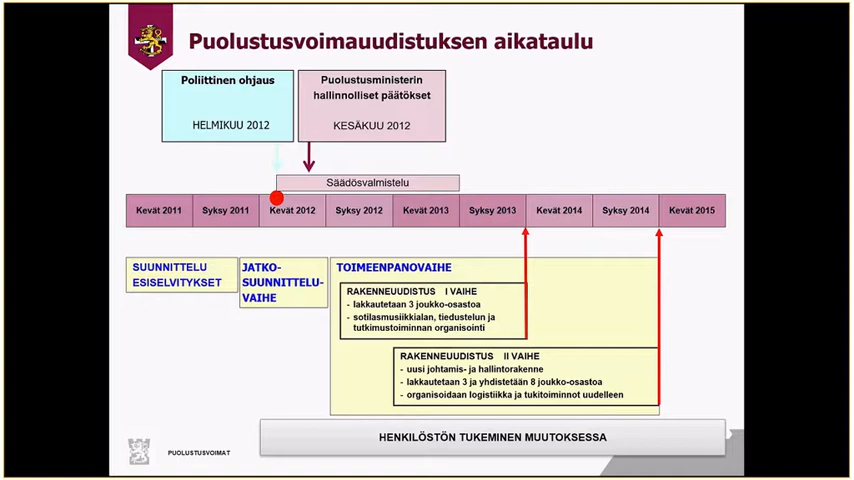 Puolustusvoimauudistuksen aikataulu
Poliittinen ohjaus
HELMIKUU 2012
Puolustusministerin
hallinnolliset päätökset
KESÄKUU 2012
Säädösvalmistelu
Kevät 2011
Syksy 2011
Kevät 2012
Syksy 2012
Kevät 2013
Syksy 2013
Kevät 2014
Syksy 2014
Kevät 2015
SUUNNITTELU
ESISELVITYKSET
JATKO-
SUUNNITTELU-
VAIHE
TOIMEENPANOVAIHE
RAKENNEUUDISTUS I VAIHE
- lakkautetaan 3 joukko-osastoa
- sotilasmusiikkialan, tiedustelun ja
tutkimustoiminnan organisointi
RAKENNEUUDISTUS II VAIHE
- uusi johtamis- ja hallintorakenne
- lakkautetaan 3 ja yhdistetään 8 joukko-osastoa
- organisoidaan logistiikka ja tukitoiminnot uudelleen
HENKILÖSTÖN TUKEMINEN MUUTOKSESSA
PUOLUSTUSVOIMAT